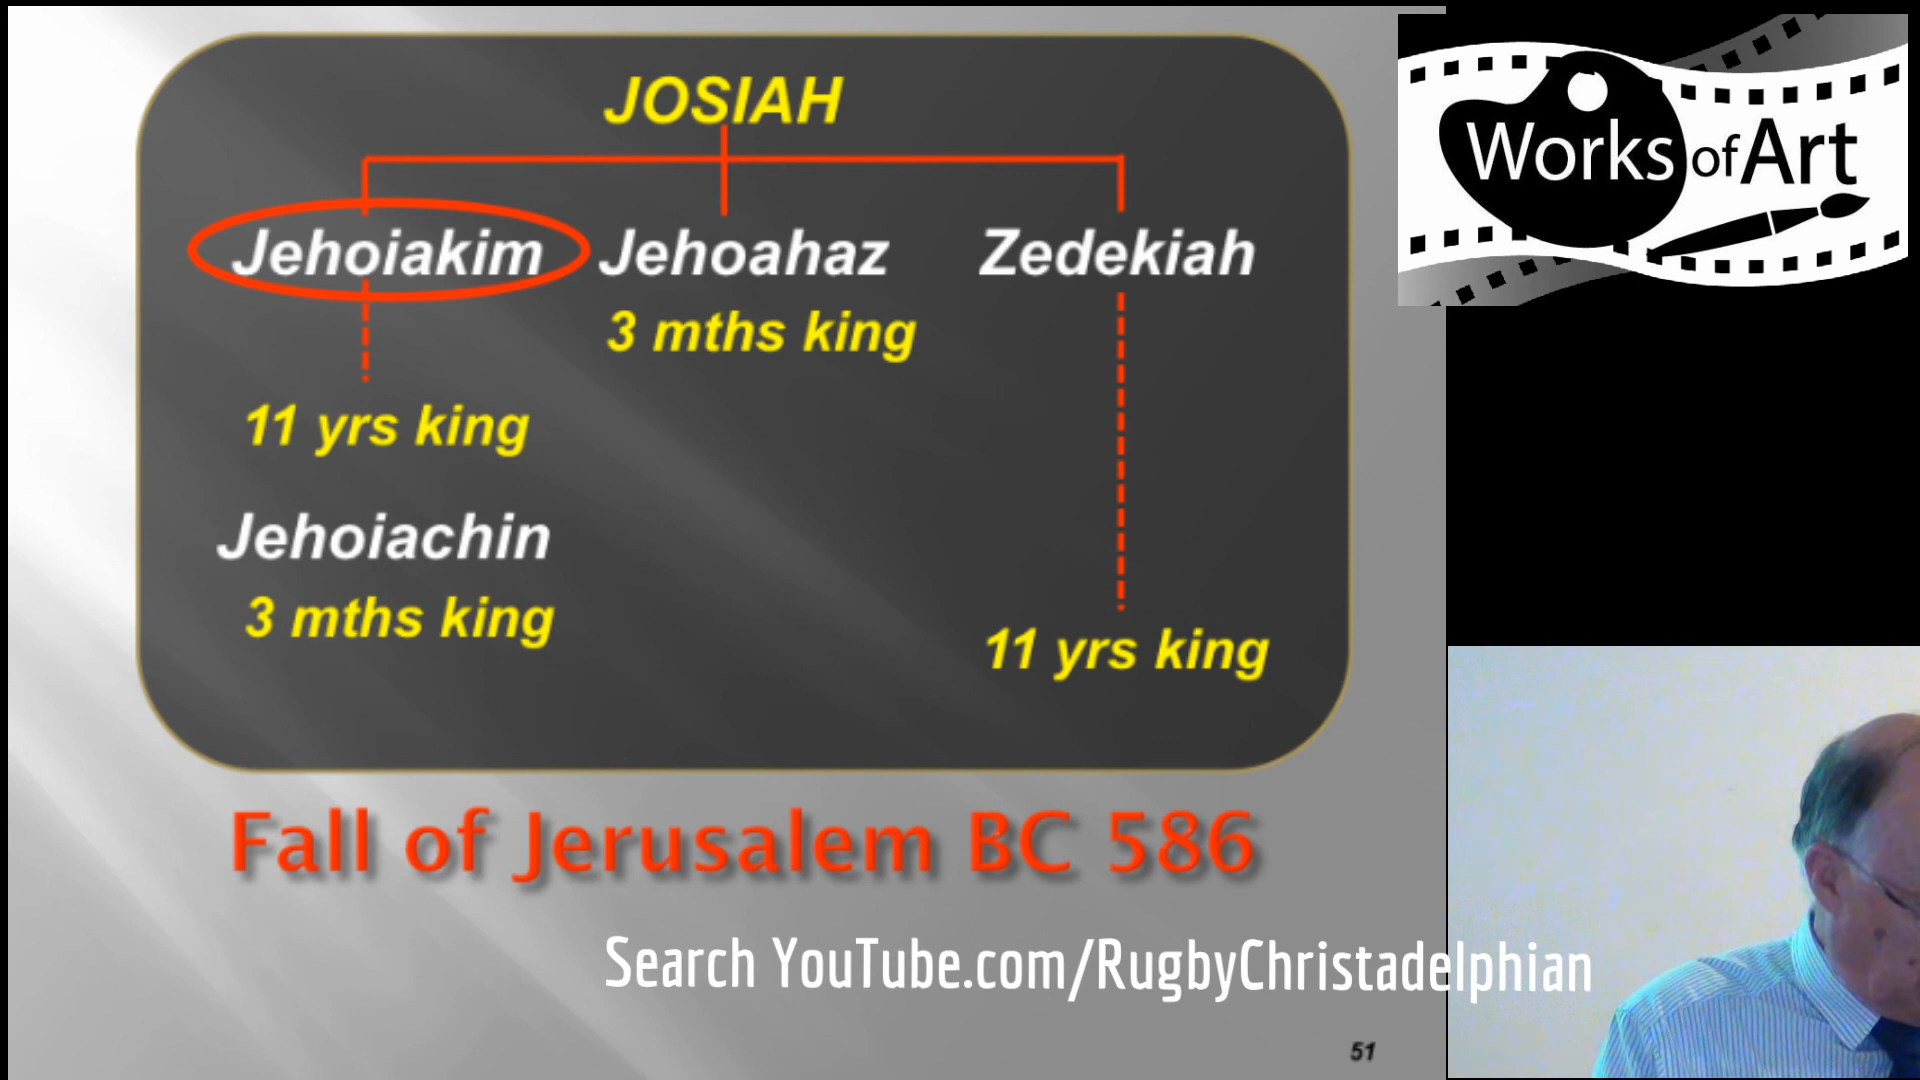 JOSIAH
Jehoiakim Jehoahaz Zedekiah
3 mths king
11 yrs king
Jehoiachin
3 mths king
11 yrs king
Fall of Jerusalem BC 586
Search YouTube.com/RugbyChristadelphian
51
Works of Art